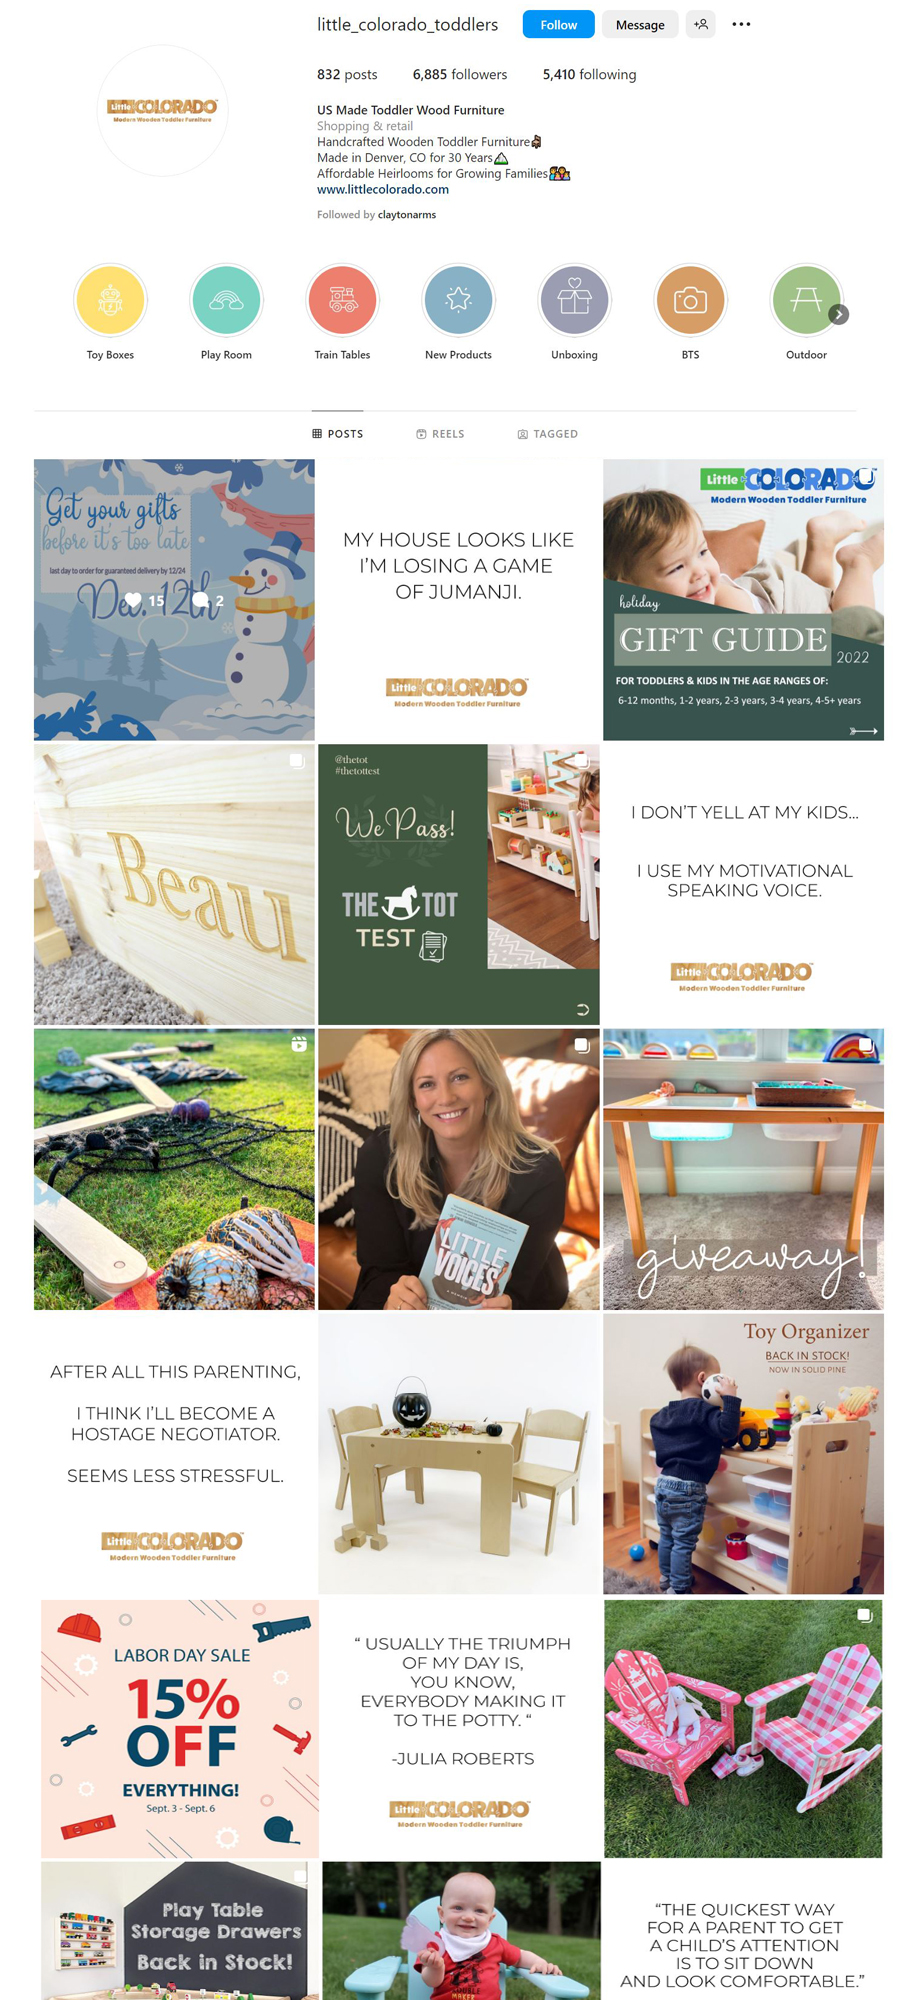 little_colorado_toddlers
Follow
Message
832 posts
6,885 followers
5,410 following
US Made Toddler Wood Furniture
Shopping & retail
Handcrafted Wooden Toddler Furniture
Made in Denver, CO for 30 Years
Affordable Heirlooms for Growing Families
www.littlecolorado.com
Followed by claytonarms
Little COLORADO
Modern Wooden Toddler Furniture
Toy Boxes
Play Room
Train Tables
New Products
Unboxing
BTS
Outdoor
POSTS
REELS
TAGGED
Get your gifts
before it's too late
last day to order for guaranteed delivery by 12/24
Dec. 12th
15
2
MY HOUSE LOOKS LIKE
I'M LOSING A GAME
OF JUMANJI.
Little COLORADO
Modern Wooden Toddler Furniture
Little COLORADO
Modern Wooden Toddler Furniture
holiday
GIFT GUIDE
2022
FOR TODDLERS & KIDS IN THE AGE RANGES OF:
6-12 months, 1-2 years, 2-3 years, 3-4 years, 4-5+ years
Beau
@thetot
#thetottest
We Pass!
THE TOT
TEST
I DON'T YELL AT MY KIDS...
I USE MY MOTIVATIONAL
SPEAKING VOICE.
Little COLORADO
Modern Wooden Toddler Furniture
LITTLE
VOICES
giveaway!
AFTER ALL THIS PARENTING,
I THINK I'LL BECOME A
HOSTAGE NEGOTIATOR.
SEEMS LESS STRESSFUL.
Little COLORADO
Modern Wooden Toddler Furniture
Toy Organizer
BACK IN STOCK!
NOW IN SOLID PINE
LABOR DAY SALE
15%
OFF
EVERYTHING!
Sept. 3 - Sept. 6
“ USUALLY THE TRIUMPH
OF MY DAY IS,
YOU KNOW,
EVERYBODY MAKING IT
TO THE POTTY. “
-JULIA ROBERTS
Little COLORADO
Modern Wooden Toddler Furniture
Play Table
Storage Drawers
Back in Stock!
“THE QUICKEST WAY
FOR A PARENT TO GET
A CHILD'S ATTENTION
IS TO SIT DOWN
AND LOOK COMFORTABLE.”